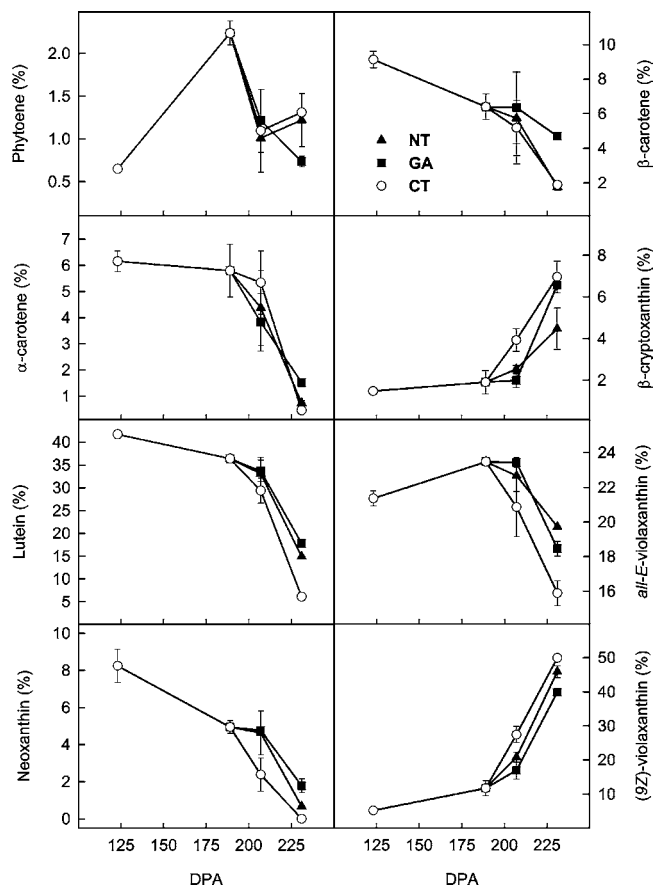 Phytoene (%)
2.0
1.5
1.0
0.5
NT
GA
CT
10
8
6
4
2
β-carotene (%)
α-carotene (%)
7
6
5
4
3
2
1
8
6
4
2
β-cryptoxanthin (%)
Lutein (%)
40
35
30
25
20
15
10
5
24
22
20
18
16
all-E-violaxanthin (%)
Neoxanthin (%)
8
6
4
2
0
50
40
30
20
10
(9Z)-violaxanthin (%)
125 150 175 200 225
125 150 175 200 225
DPA
DPA